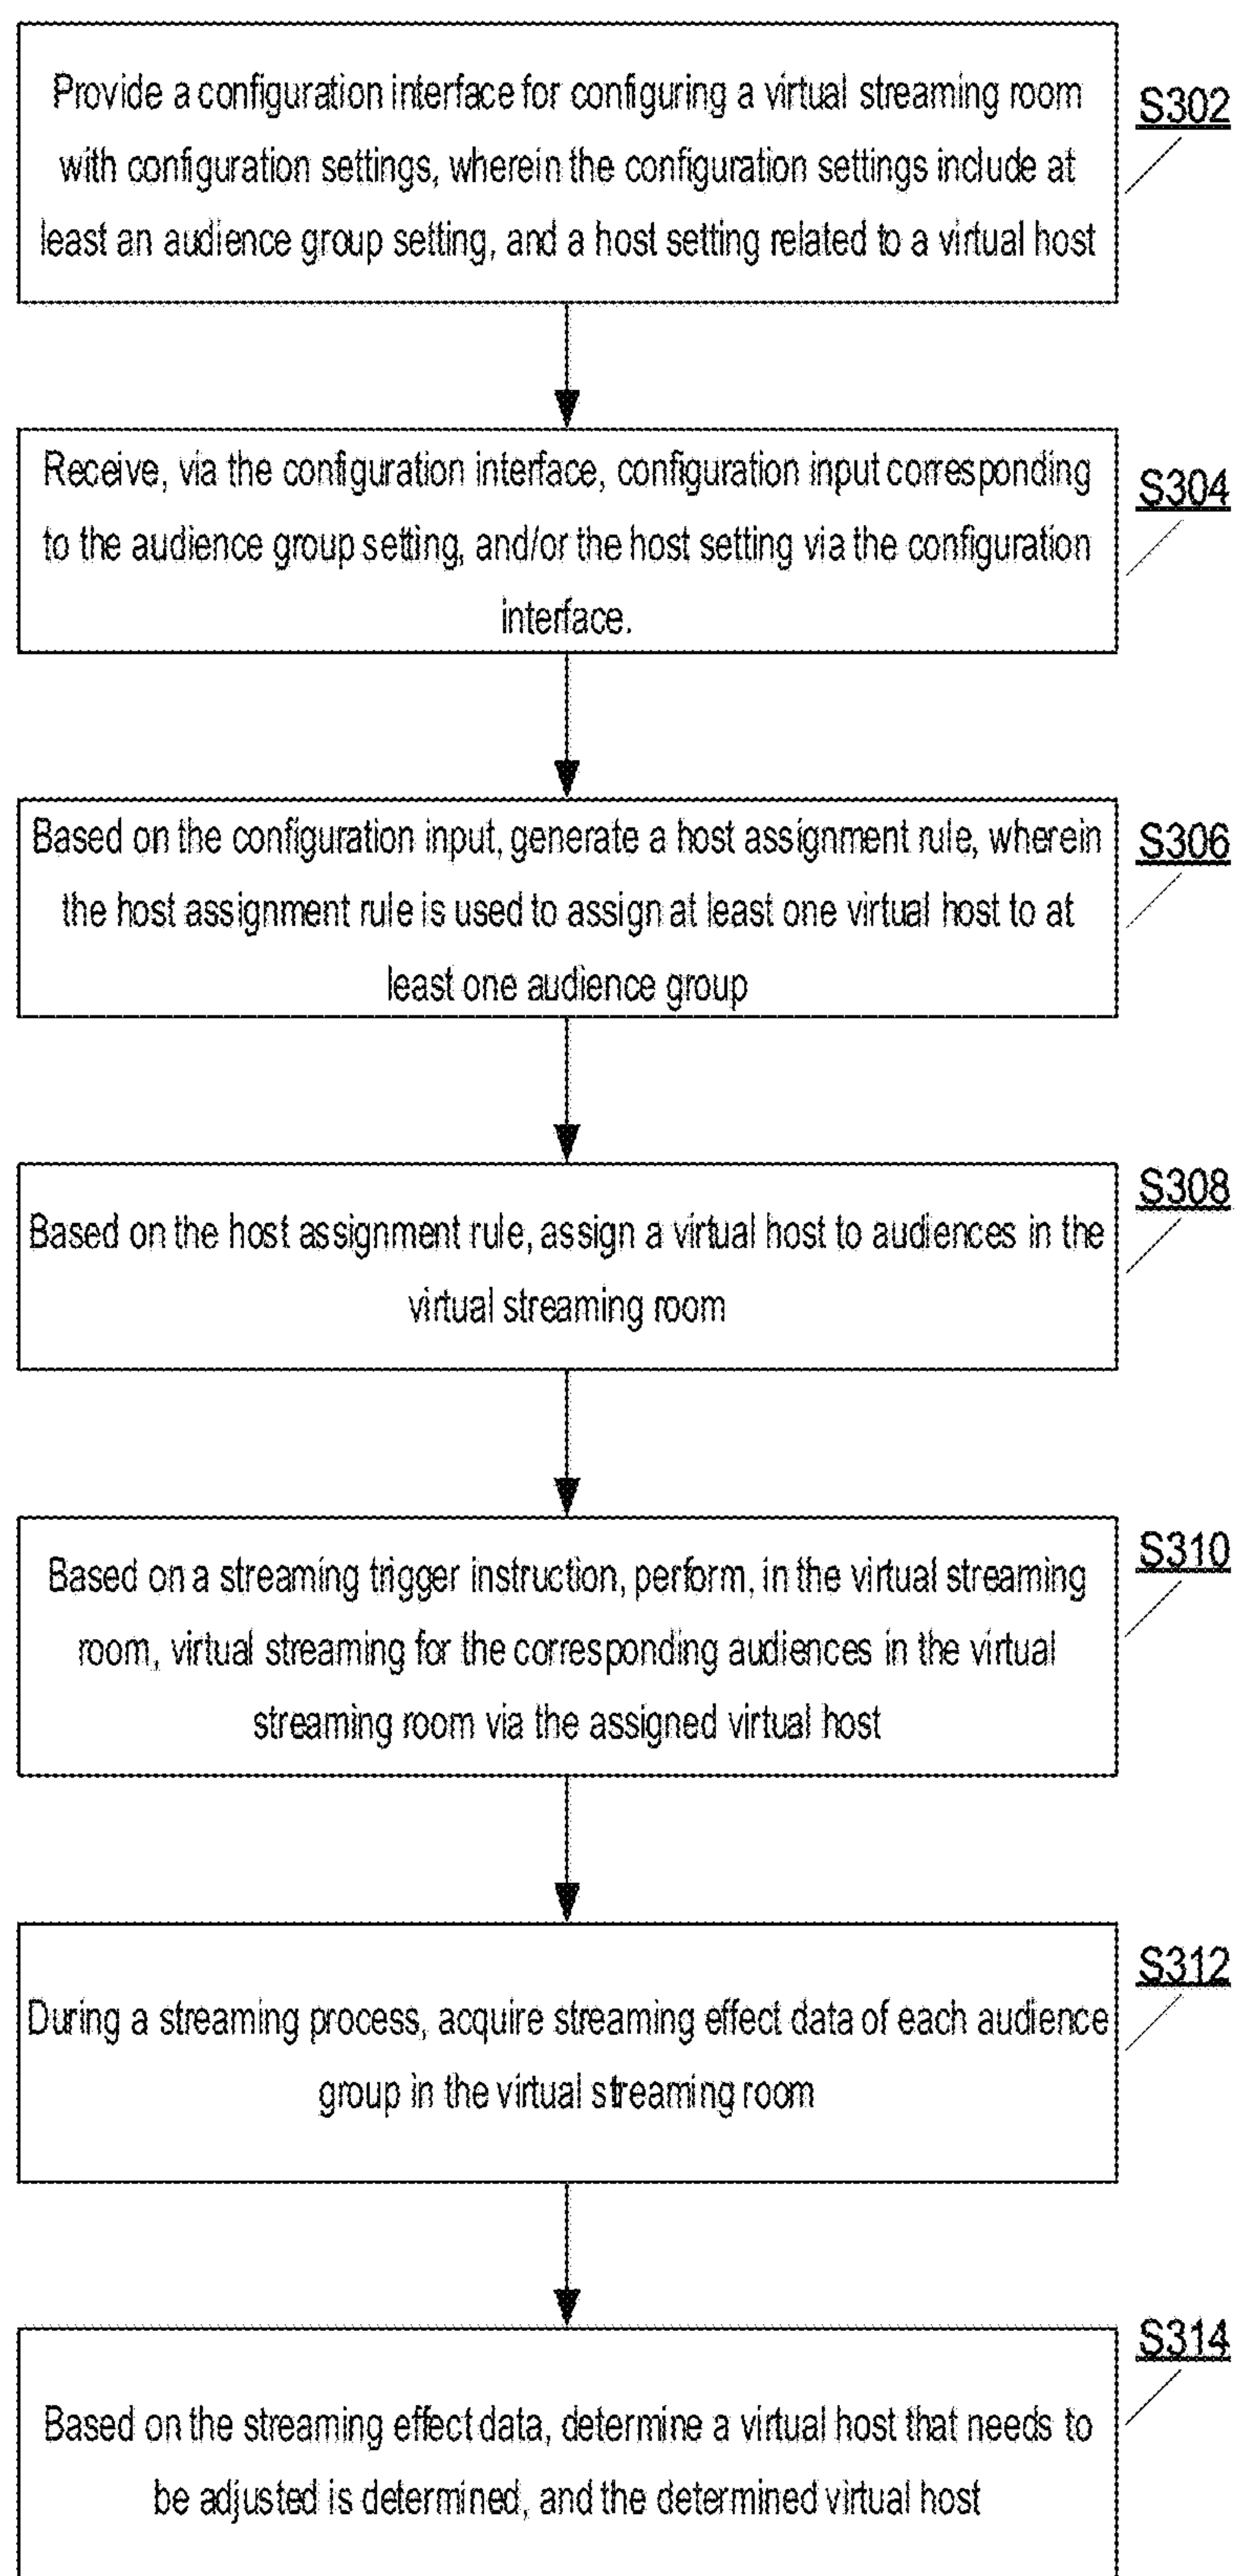 Provide a configuration interface for configuring a virtual streaming room
with configuration settings, wherein the configuration settings include at
least an audience group setting, and a host setting related to a virtual host
S302
Receive, via the configuration interface, configuration input corresponding
to the audience group setting, and/or the host setting via the configuration
interface.
S304
Based on the configuration input, generate a host assignment rule, wherein
the host assignment rule is used to assign at least one virtual host to at
least one audience group
S306
Based on the host assignment rule, assign a virtual host to audiences in the
virtual streaming room
S308
Based on a streaming trigger instruction, perform, in the virtual streaming
room, virtual streaming for the corresponding audiences in the virtual
streaming room via the assigned virtual host
S310
During a streaming process, acquire streaming effect data of each audience
group in the virtual streaming room
S312
Based on the streaming effect data, determine a virtual host that needs to
be adjusted is determined, and the determined virtual host
S314